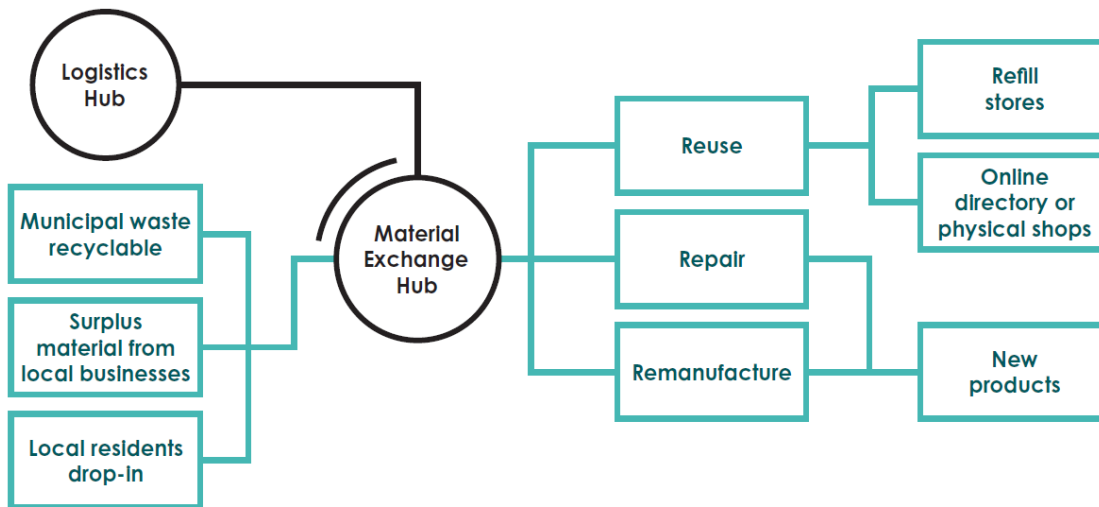 Logistics
Hub
Municipal waste
recyclable
Surplus
material from
local businesses
Local residents
drop-in
Material
Exchange
Hub
Reuse
Repair
Remanufacture
Refill
stores
Online
directory or
physical shops
New
products